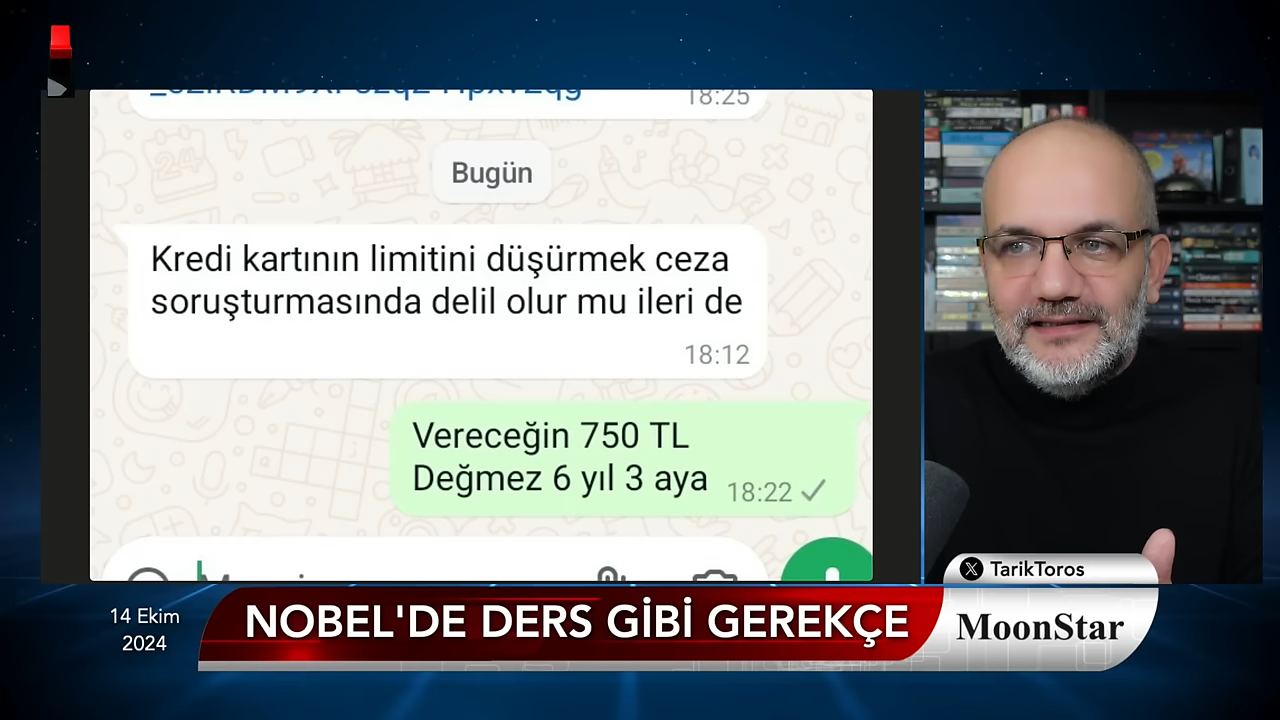 18:25
Bugün
Kredi kartının limitini düşürmek ceza
soruşturmasında delil olur mu ileri de
18:12
Vereceğin 750 TL
Değmez 6 yıl 3 aya
18:22
TarikToros
14 Ekim
2024
NOBEL'DE DERS GİBİ GEREKÇE
MoonStar